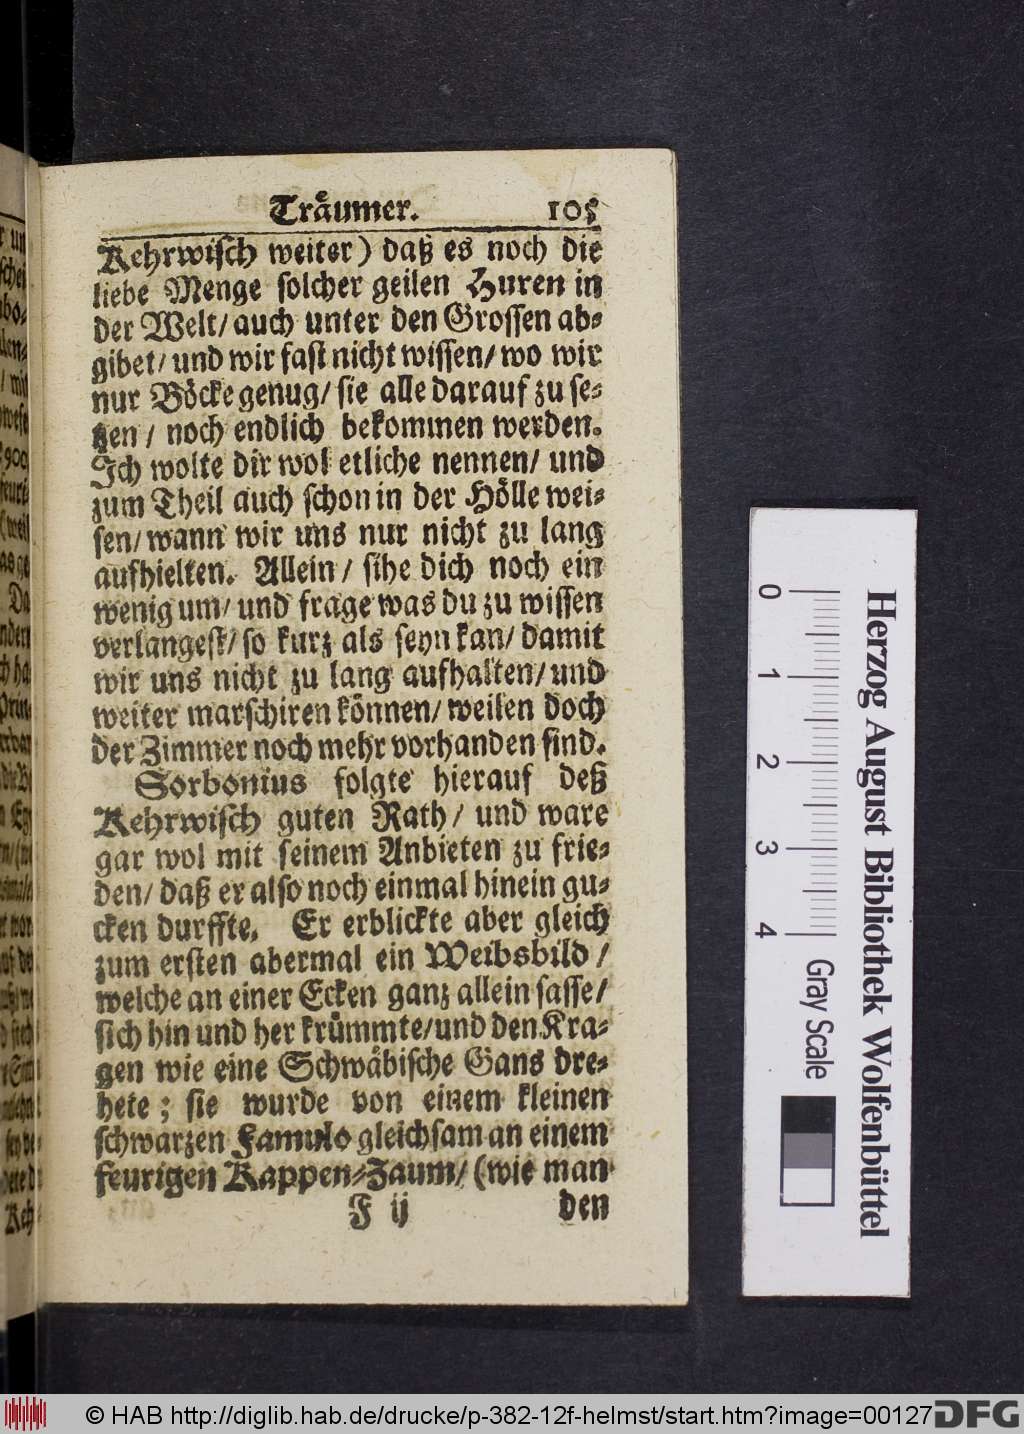 Träumer. 105
Kehrwisch weiter) daß es noch die
liebe Menge solcher geilen Huren in
der Welt/ auch unter den Grossen ab-
gibet/ und wir fast nicht wissen/ wo wir
nur Böcke genug/ sie alle darauf zu se-
tzen / noch endlich bekommen werden.
Ich wolte dir wol etliche nennen/ und
zum Theil auch schon in der Hölle wei-
sen/ wann wir uns nur nicht zu lang
aufhielten. Allein / sihe dich noch ein
wenig um/ und frage was du zu wissen
verlangest/ so kurz als seyn kan/ damit
wir uns nicht zu lang aufhalten/ und
weiter marschiren können/ weilen doch
der Zimmer noch mehr vorhanden sind.
Sorbonius folgte hierauf deß
Kehrwisch guten Rath/ und ware
gar wol mit seinem Anbieten zu frie-
den/ daß er also noch einmal hinein gu-
cken durffte. Er erblickte aber gleich
zum ersten abermal ein Weibsbild /
welche an einer Ecken ganz allein sasse/
sich hin und her krümmte/ und den Kra-
gen wie eine Schwäbische Gans dre-
hete ; sie wurde von einem kleinen
schwarzen Famulo gleichsam an einem
feurigen Kappen-Zaum/ (wie man
F ij den
0 1 2 3 4
Gray Scale
Herzog August Bibliothek Wolfenbüttel
© HAB http://diglib.hab.de/drucke/p-382-12f-helmst/start.htm?image=00127
DFG